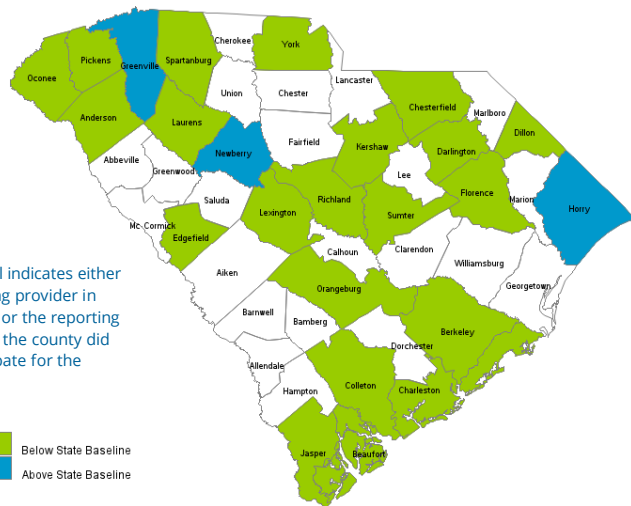 Cherokee
York
Spartanburg
Greenville
Pickens
Oconee
Lancaster
Union
Chester
Chesterfield
Marlboro
Anderson
Laurens
Dillon
Fairfield
Kershaw
Darlington
Newberry
Abbeville
Greenwood
Lee
Florence
Marion
Horry
Saluda
Richland
Lexington
Sumter
Mc Cormick
Edgefield
Calhoun
Clarendon
Williamsburg
Aiken
Georgetown
Orangeburg
Barnwell
Bamberg
Berkeley
Dorchester
Allendale
Colleton
Charleston
Hampton
Jasper
Beaufort
l indicates either
g provider in
or the reporting
the county did
pate for the
Below State Baseline
Above State Baseline